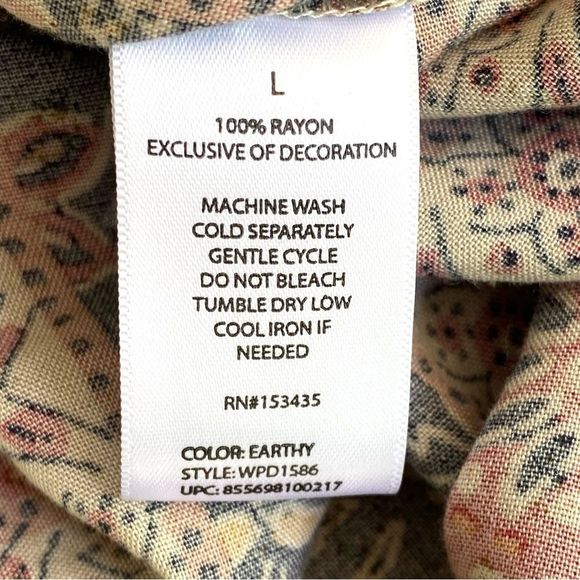 L
100% RAYON
EXCLUSIVE OF DECORATION
MACHINE WASH
COLD SEPARATELY
GENTLE CYCLE
DO NOT BLEACH
TUMBLE DRY LOW
COOL IRON IF
NEEDED
RN#153435
COLOR: EARTHY
STYLE: WPD1586
UPC: 855698100217